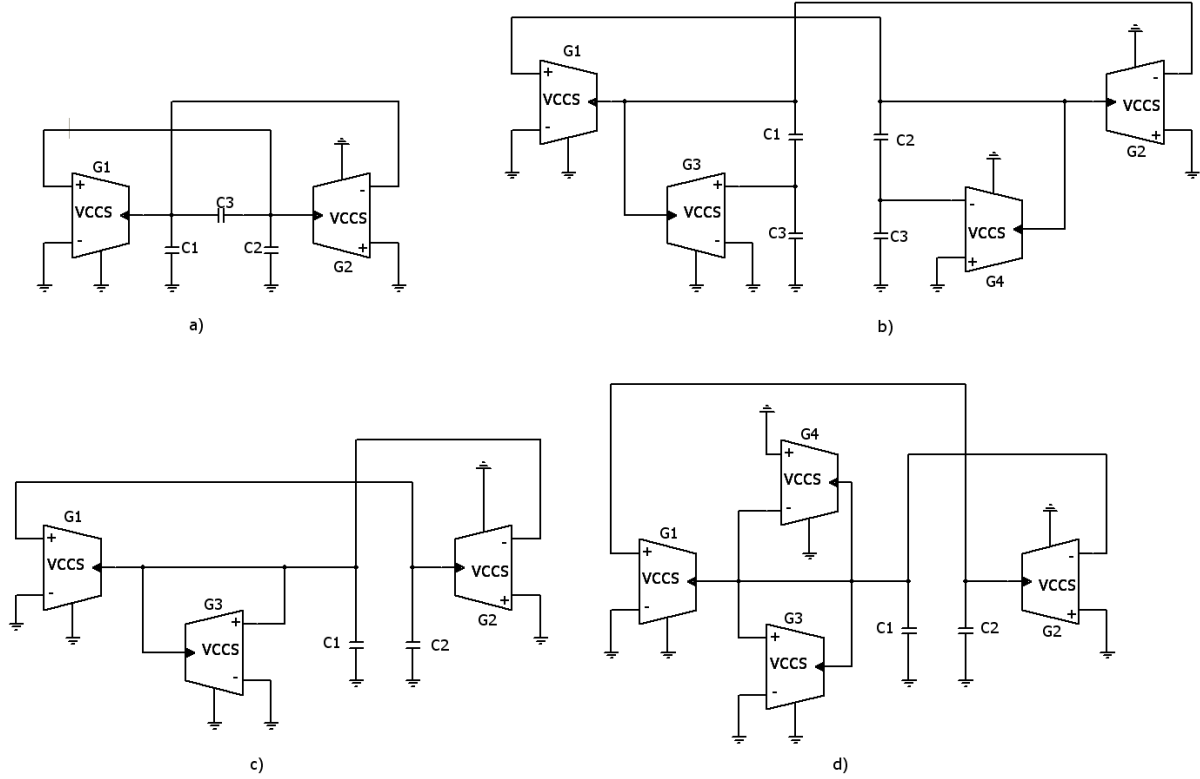 G1
+
VCCS
-
C3
C1
C2
-
VCCS
+
G2
a)
G1
+
VCCS
-
G3
+
VCCS
-
C1
C3
C2
C3
-
VCCS
+
G4
-
VCCS
+
G2
b)
G1
+
VCCS
-
G3
+
VCCS
-
C1
C2
-
VCCS
+
G2
c)
G4
+
VCCS
-
G1
+
VCCS
-
G3
+
VCCS
-
C1
C2
-
VCCS
+
G2
d)